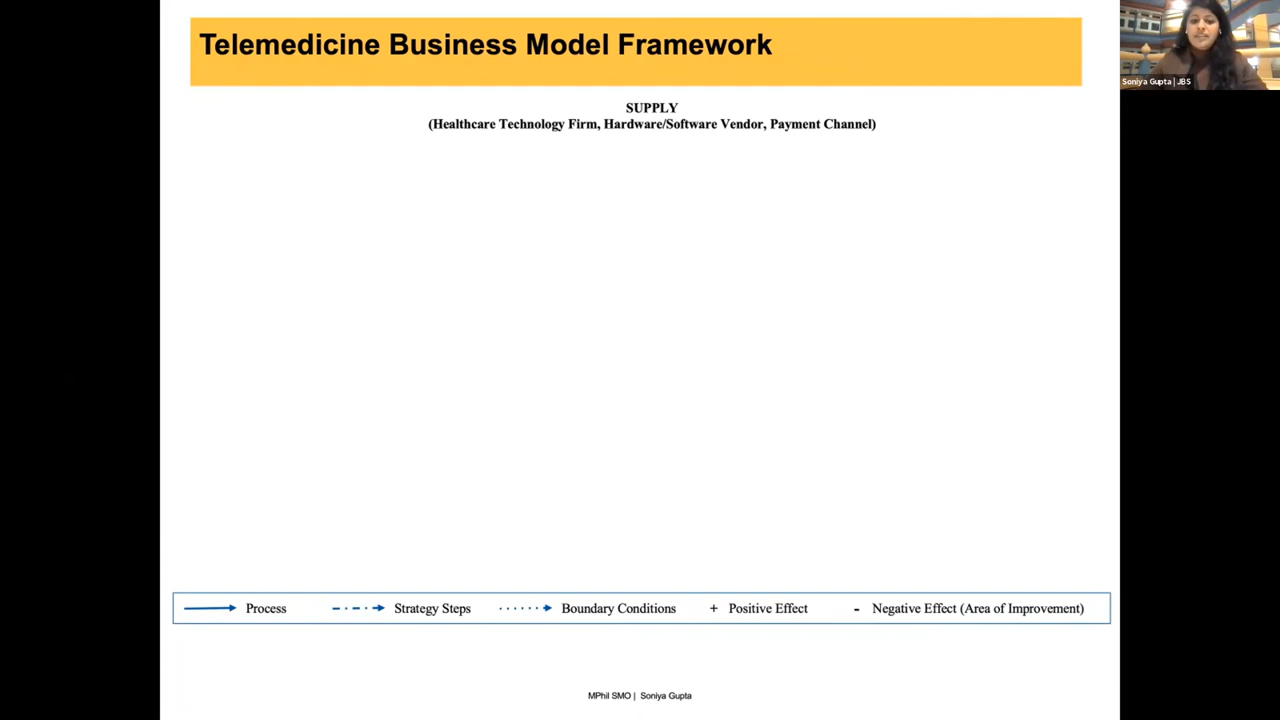 Telemedicine Business Model Framework
Soniya Gupta | JBS
SUPPLY
(Healthcare Technology Firm, Hardware/Software Vendor, Payment Channel)
Process
Strategy Steps
Boundary Conditions
+ Positive Effect
- Negative Effect (Area of Improvement)
MPhil SMO | Soniya Gupta